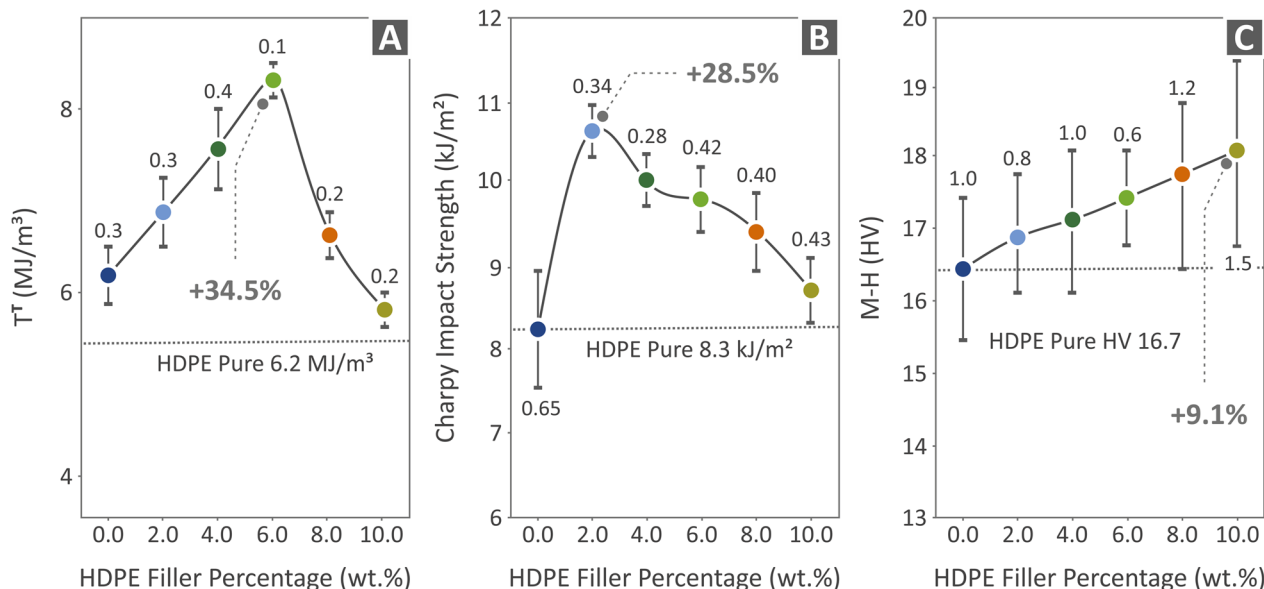 A
Tᵀ (MJ/m³)
8
6
4
0.3
0.3
0.4
0.1
0.2
0.2
+34.5%
HDPE Pure 6.2 MJ/m³
0.0 2.0 4.0 6.0 8.0 10.0
HDPE Filler Percentage (wt.%)
B
Charpy Impact Strength (kJ/m²)
12
11
10
9
8
7
6
0.65
0.34
0.28
0.42
0.40
0.43
+28.5%
HDPE Pure 8.3 kJ/m²
0.0 2.0 4.0 6.0 8.0 10.0
HDPE Filler Percentage (wt.%)
C
M-H (HV)
20
19
18
17
16
15
14
13
1.0
0.8
1.0
0.6
1.2
1.5
HDPE Pure HV 16.7
+9.1%
0.0 2.0 4.0 6.0 8.0 10.0
HDPE Filler Percentage (wt.%)